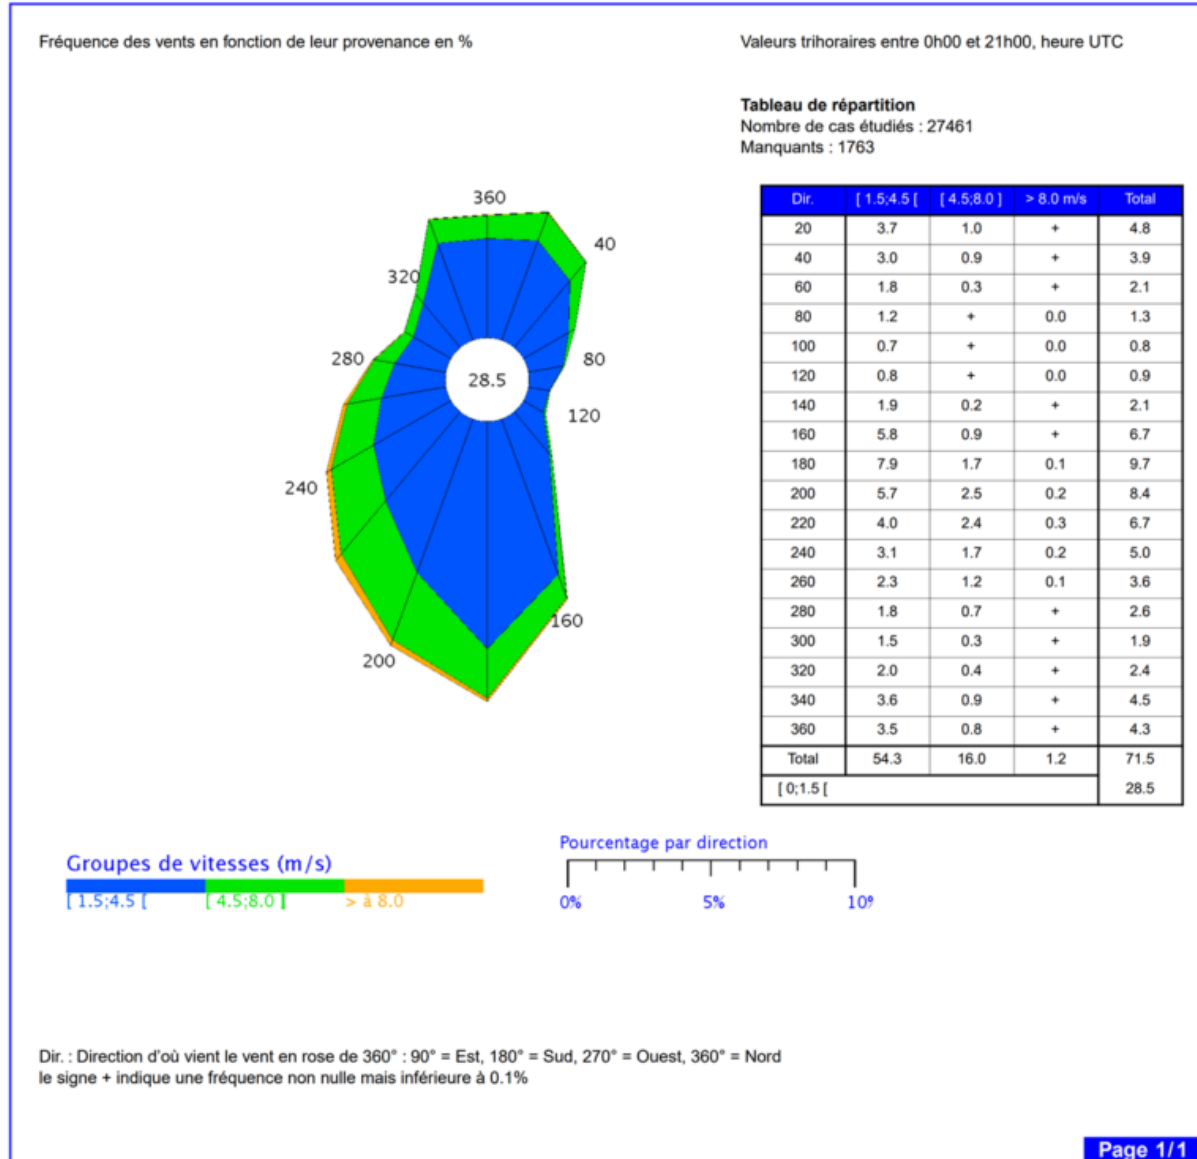 Fréquence des vents en fonction de leur provenance en %
Valeurs trihoraires entre 0h00 et 21h00, heure UTC
Tableau de répartition
Nombre de cas étudiés : 27461
Manquants : 1763
360
40
320
280
80
28.5
120
240
160
200
Dir. [ 1.5;4.5 [ [ 4.5;8.0 ] > 8.0 m/s Total
20 3.7 1.0 + 4.8
40 3.0 0.9 + 3.9
60 1.8 0.3 + 2.1
80 1.2 + 0.0 1.3
100 0.7 + 0.0 0.8
120 0.8 + 0.0 0.9
140 1.9 0.2 + 2.1
160 5.8 0.9 + 6.7
180 7.9 1.7 0.1 9.7
200 5.7 2.5 0.2 8.4
220 4.0 2.4 0.3 6.7
240 3.1 1.7 0.2 5.0
260 2.3 1.2 0.1 3.6
280 1.8 0.7 + 2.6
300 1.5 0.3 + 1.9
320 2.0 0.4 + 2.4
340 3.6 0.9 + 4.5
360 3.5 0.8 + 4.3
Total 54.3 16.0 1.2 71.5
[ 0;1.5 [ 28.5
Groupes de vitesses (m/s)
[ 1.5;4.5 [ [ 4.5;8.0 ] > à 8.0
Pourcentage par direction
0% 5% 10%
Dir. : Direction d'où vient le vent en rose de 360° : 90° = Est, 180° = Sud, 270° = Ouest, 360° = Nord
le signe + indique une fréquence non nulle mais inférieure à 0.1%
Page 1/1